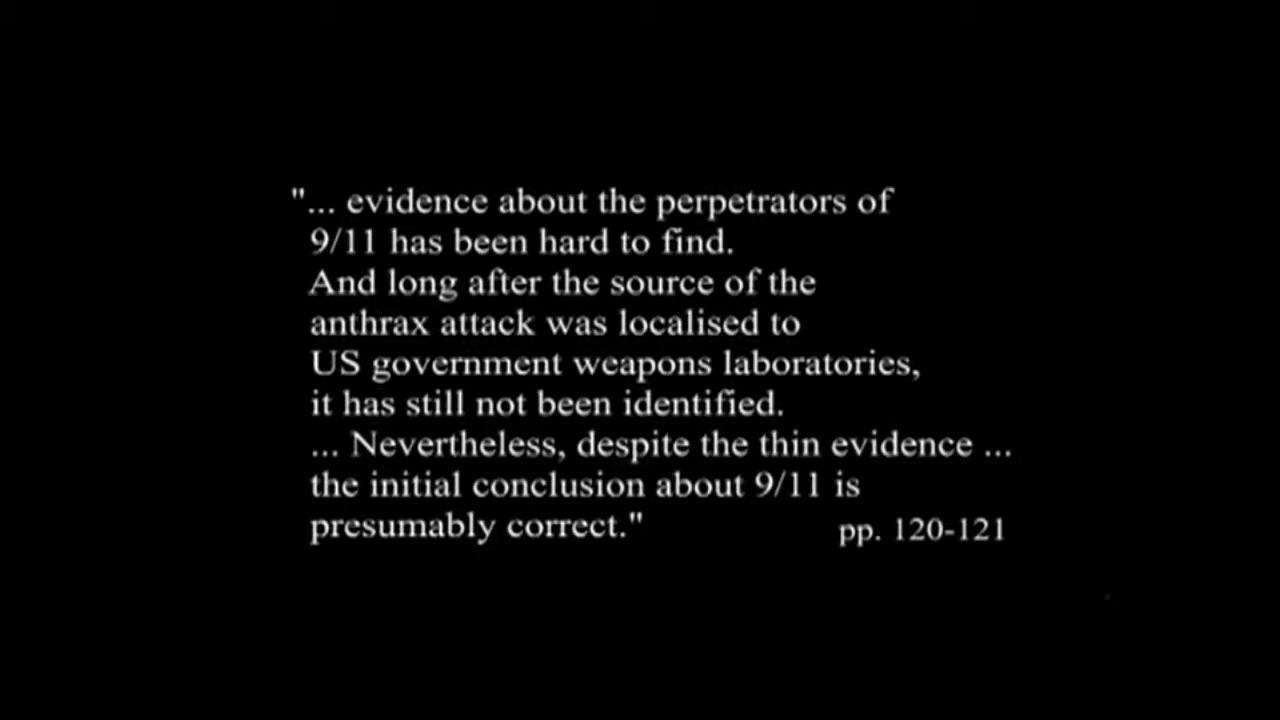 "... evidence about the perpetrators of
9/11 has been hard to find.
And long after the source of the
anthrax attack was localised to
US government weapons laboratories,
it has still not been identified.
... Nevertheless, despite the thin evidence ...
the initial conclusion about 9/11 is
presumably correct."
pp. 120-121